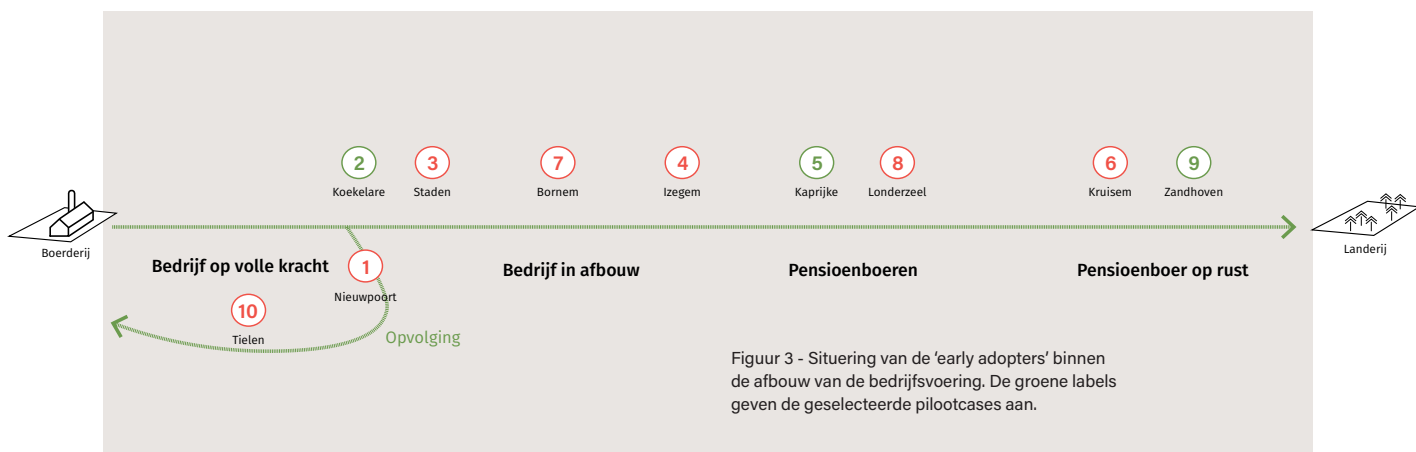 2
Koekelare
3
Staden
7
Bornem
4
Izegem
5
Kaprijke
8
Londerzeel
6
Kruisem
9
Zandhoven
Boerderij
Landerij
Bedrijf op volle kracht
1
Nieuwpoort
Bedrijf in afbouw
Pensioenboeren
Pensioenboer op rust
10
Tielen
Opvolging
Figuur 3 - Situering van de ‘early adopters’ binnen
de afbouw van de bedrijfsvoering. De groene labels
geven de geselecteerde pilootcases aan.